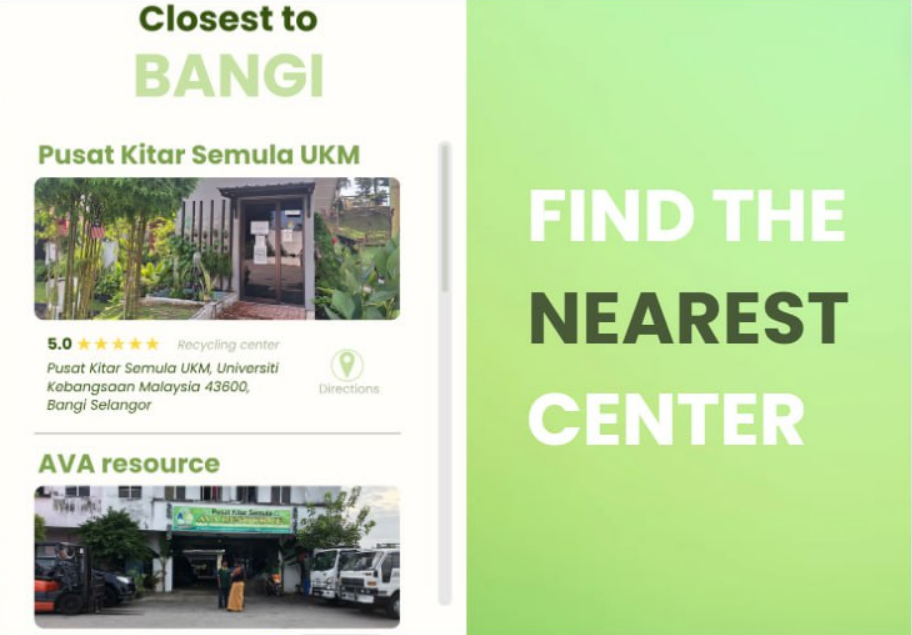 Closest to
BANGI
Pusat Kitar Semula UKM
5.0
Recycling center
Pusat Kitar Semula UKM, Universiti
Kebangsaan Malaysia 43600,
Bangi Selangor
Directions
AVA resource
Pusat Kitar Semula
FIND THE
NEAREST
CENTER